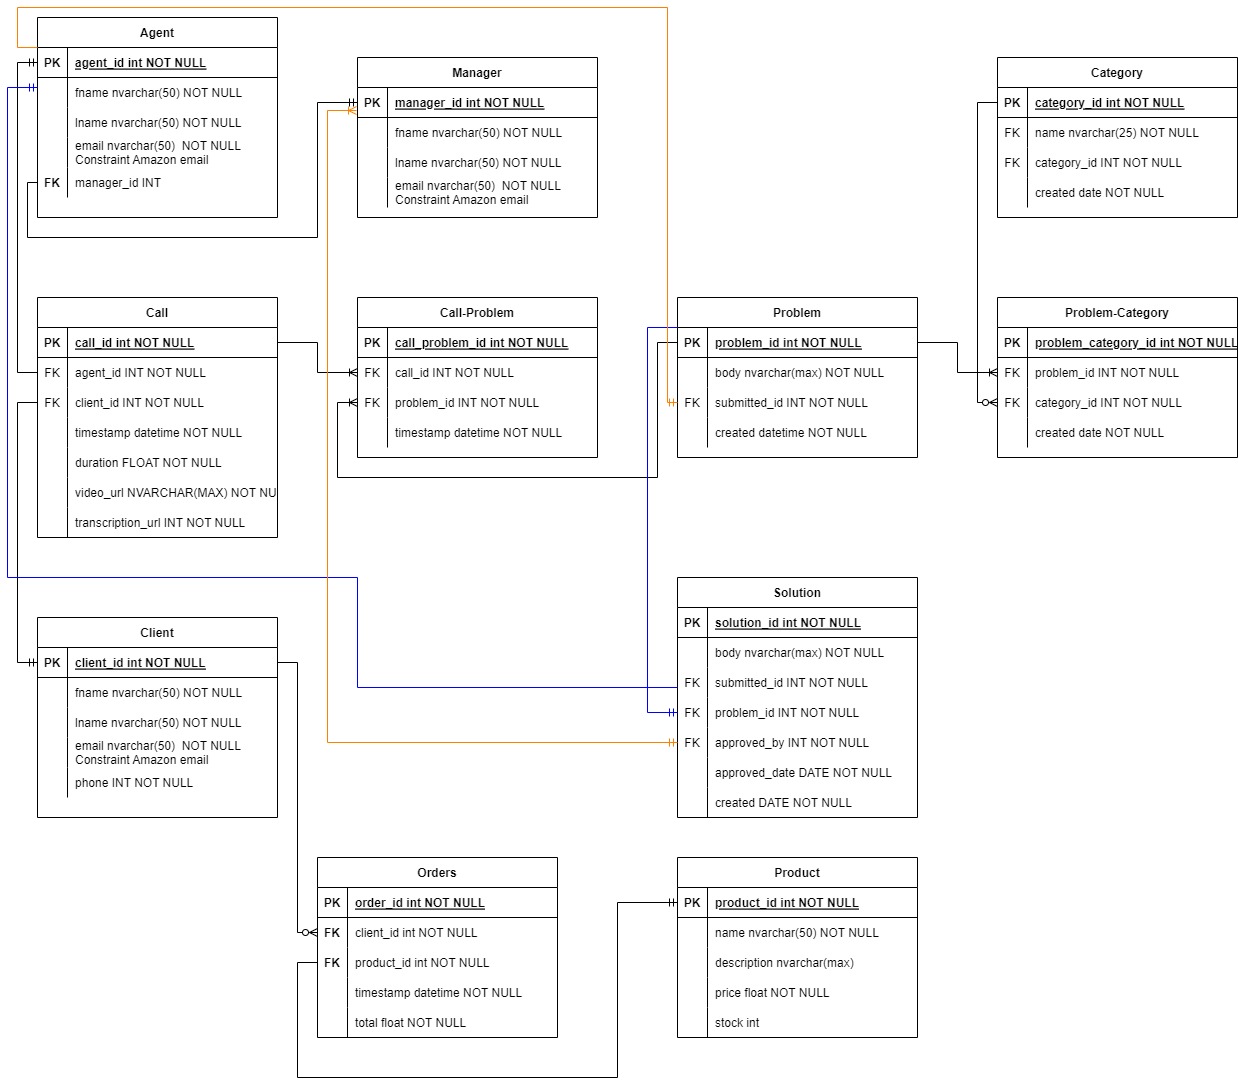 Agent
PK agent_id int NOT NULL
fname nvarchar(50) NOT NULL
lname nvarchar(50) NOT NULL
email nvarchar(50)  NOT NULL
Constraint Amazon email
FK manager_id INT
Manager
PK manager_id int NOT NULL
fname nvarchar(50) NOT NULL
lname nvarchar(50) NOT NULL
email nvarchar(50)  NOT NULL
Constraint Amazon email
Category
PK category_id int NOT NULL
FK name nvarchar(25) NOT NULL
FK category_id INT NOT NULL
created date NOT NULL
Call
PK call_id int NOT NULL
FK agent_id INT NOT NULL
FK client_id INT NOT NULL
timestamp datetime NOT NULL
duration FLOAT NOT NULL
video_url NVARCHAR(MAX) NOT NU
transcription_url INT NOT NULL
Call-Problem
PK call_problem_id int NOT NULL
FK call_id INT NOT NULL
FK problem_id INT NOT NULL
timestamp datetime NOT NULL
Problem
PK problem_id int NOT NULL
body nvarchar(max) NOT NULL
FK submitted_id INT NOT NULL
created datetime NOT NULL
Problem-Category
PK problem_category_id int NOT NULL
FK problem_id INT NOT NULL
FK category_id INT NOT NULL
created date NOT NULL
Client
PK client_id int NOT NULL
fname nvarchar(50) NOT NULL
lname nvarchar(50) NOT NULL
email nvarchar(50)  NOT NULL
Constraint Amazon email
phone INT NOT NULL
Solution
PK solution_id int NOT NULL
body nvarchar(max) NOT NULL
FK submitted_id INT NOT NULL
FK problem_id INT NOT NULL
FK approved_by INT NOT NULL
approved_date DATE NOT NULL
created DATE NOT NULL
Orders
PK order_id int NOT NULL
FK client_id int NOT NULL
FK product_id int NOT NULL
timestamp datetime NOT NULL
total float NOT NULL
Product
PK product_id int NOT NULL
name nvarchar(50) NOT NULL
description nvarchar(max)
price float NOT NULL
stock int